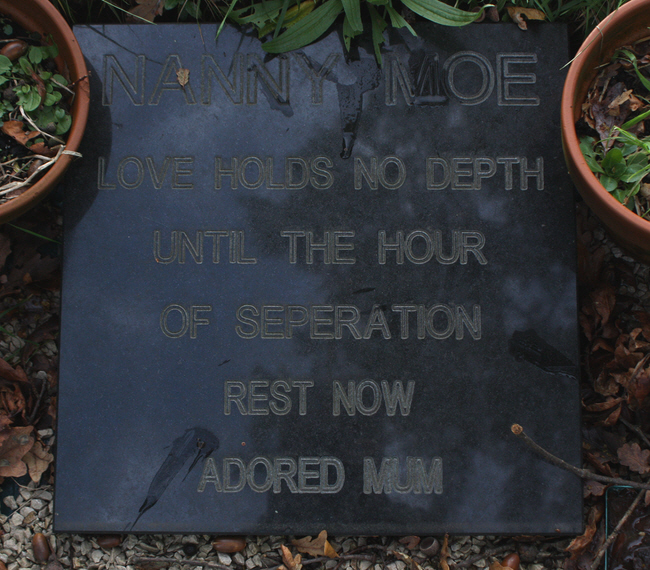 NANNY MOE
LOVE HOLDS NO DEPTH
UNTIL THE HOUR
OF SEPERATION
REST NOW
ADORED MUM